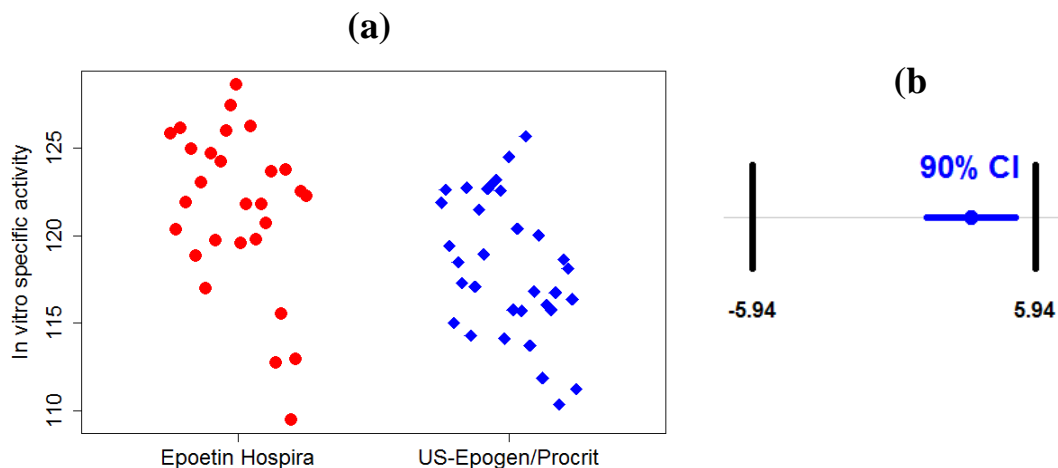 (a)
In vitro specific activity
125
120
115
110
Epoetin Hospira
US-Epogen/Procrit
(b
90% CI
-5.94
5.94